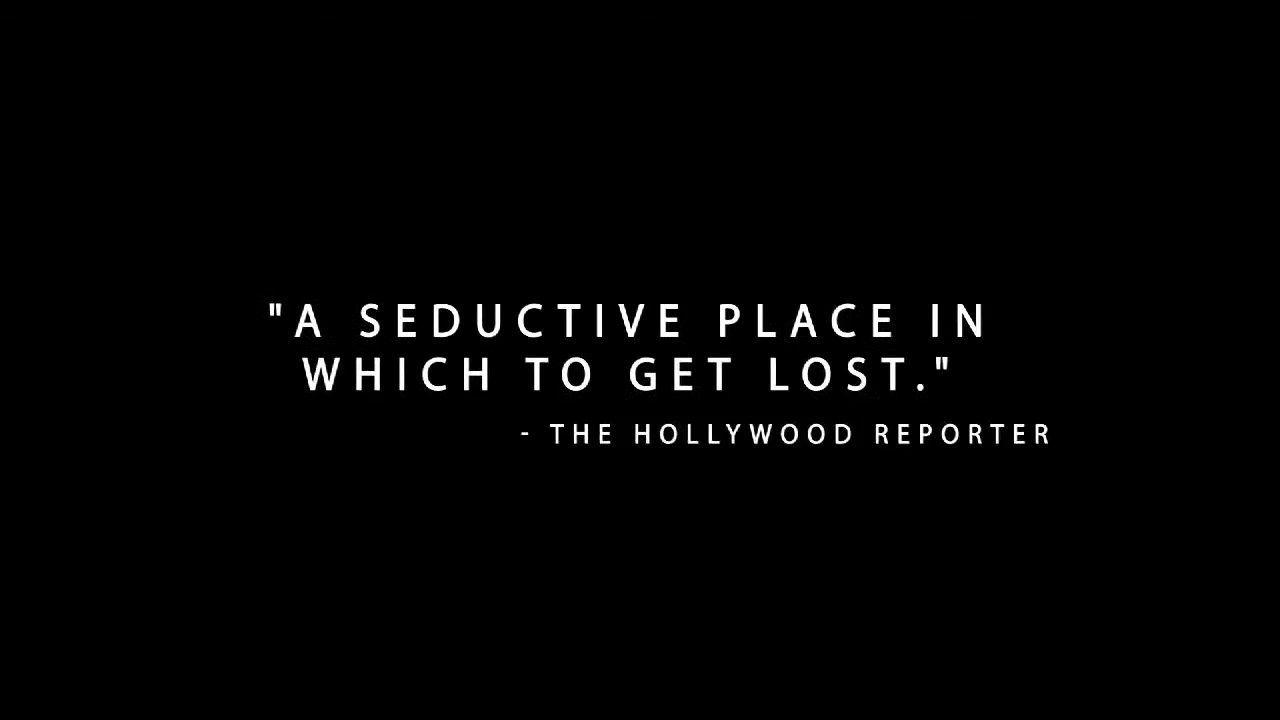 "A SEDUCTIVE PLACE IN
WHICH TO GET LOST."
- THE HOLLYWOOD REPORTER